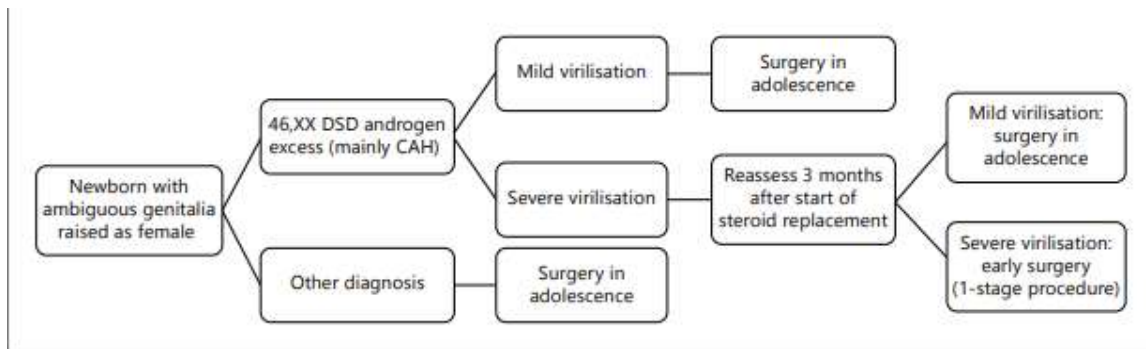 Newborn with
ambiguous genitalia
raised as female
46,XX DSD androgen
excess (mainly CAH)
Other diagnosis
Mild virilisation
Severe virilisation
Surgery in
adolescence
Surgery in
adolescence
Reassess 3 months
after start of
steroid replacement
Mild virilisation:
surgery in
adolescence
Severe virilisation:
early surgery
(1-stage procedure)